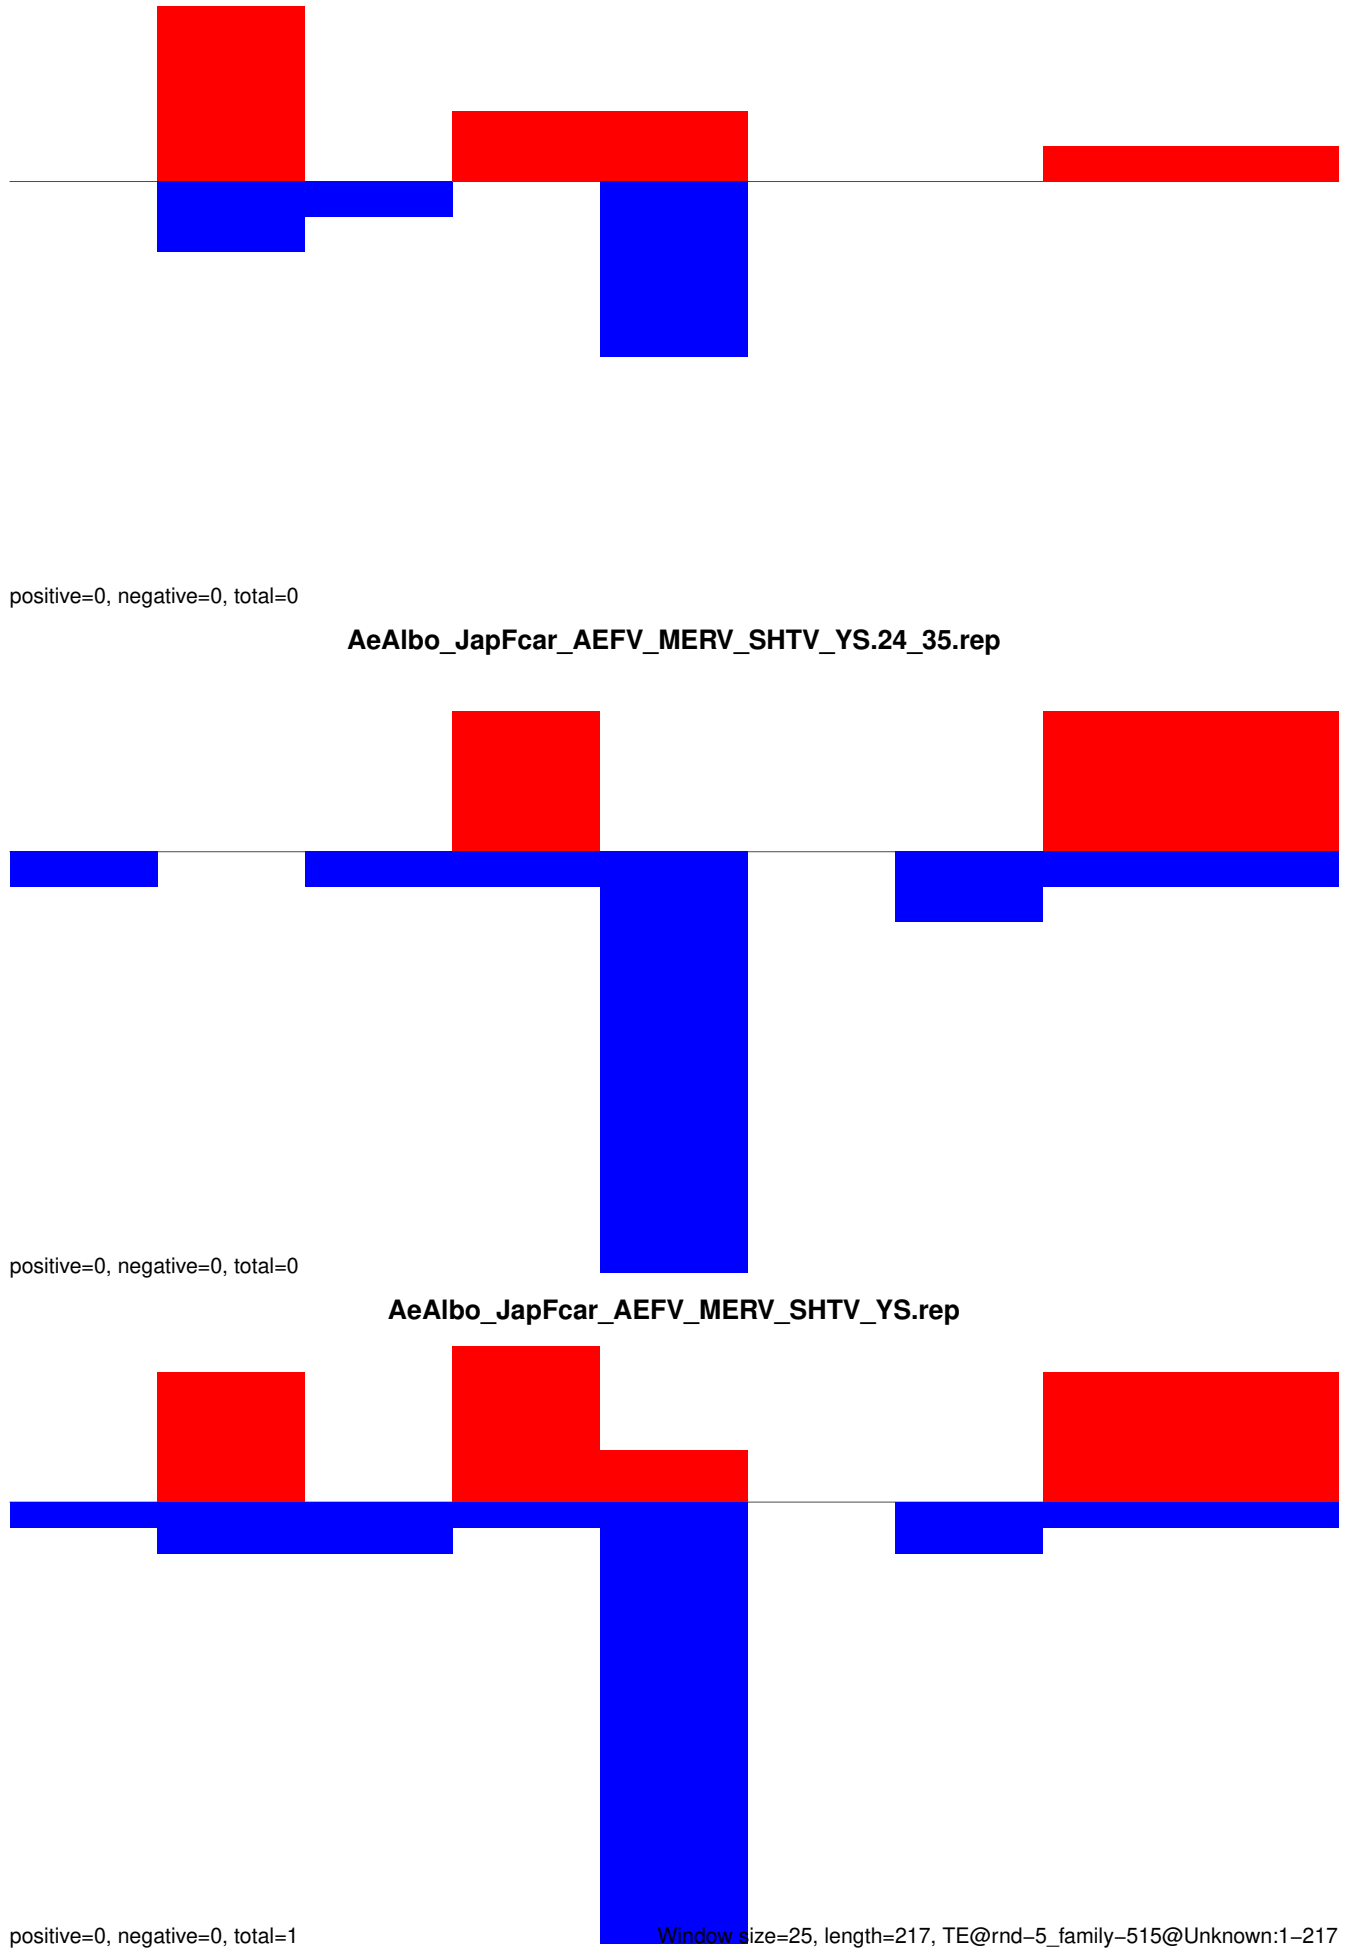 positive=0, negative=0, total=0
AeAlbo_JapFcar_AEFV_MERV_SHTV_YS.24_35.rep
positive=0, negative=0, total=0
AeAlbo_JapFcar_AEFV_MERV_SHTV_YS.rep
positive=0, negative=0, total=1
Window size=25, length=217, TE@rnd−5_family−515@Unknown:1−217